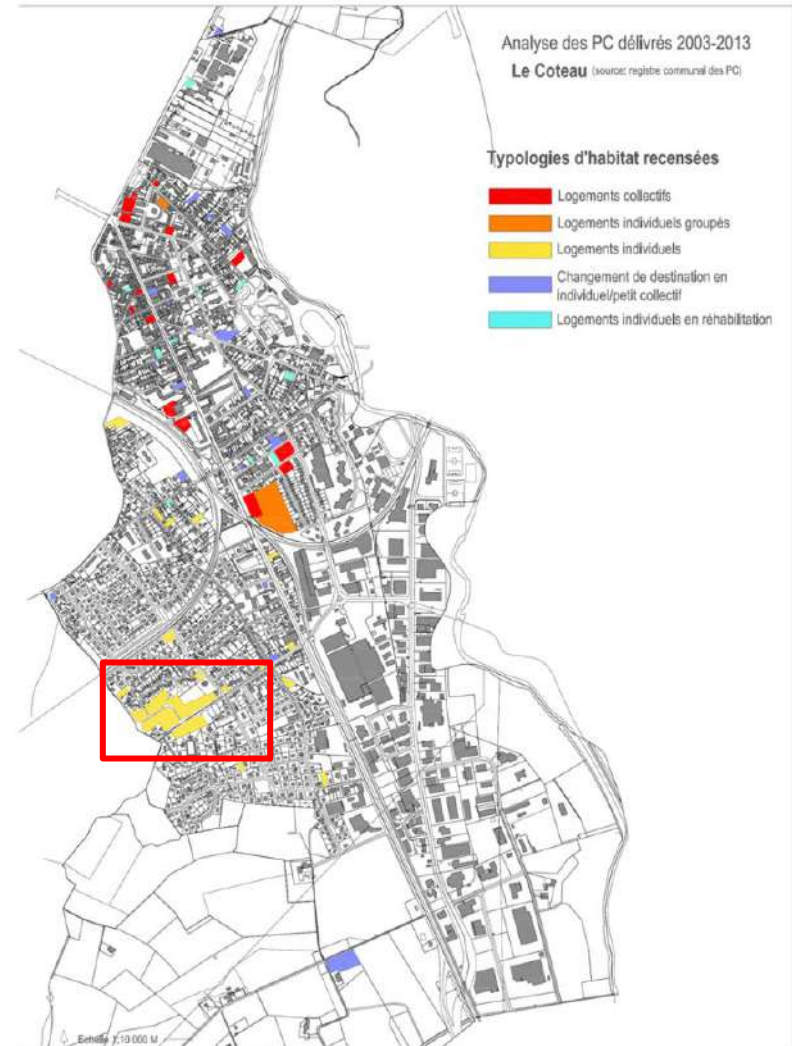 Analyse des PC délivrés 2003-2013
Le Coteau (source: registre communal des PC)
Typologies d'habitat recensées
Logements collectifs
Logements individuels groupés
Logements individuels
Changement de destination en
individuel/petit collectif
Logements individuels en réhabilitation
Echelle 1:10 000 M